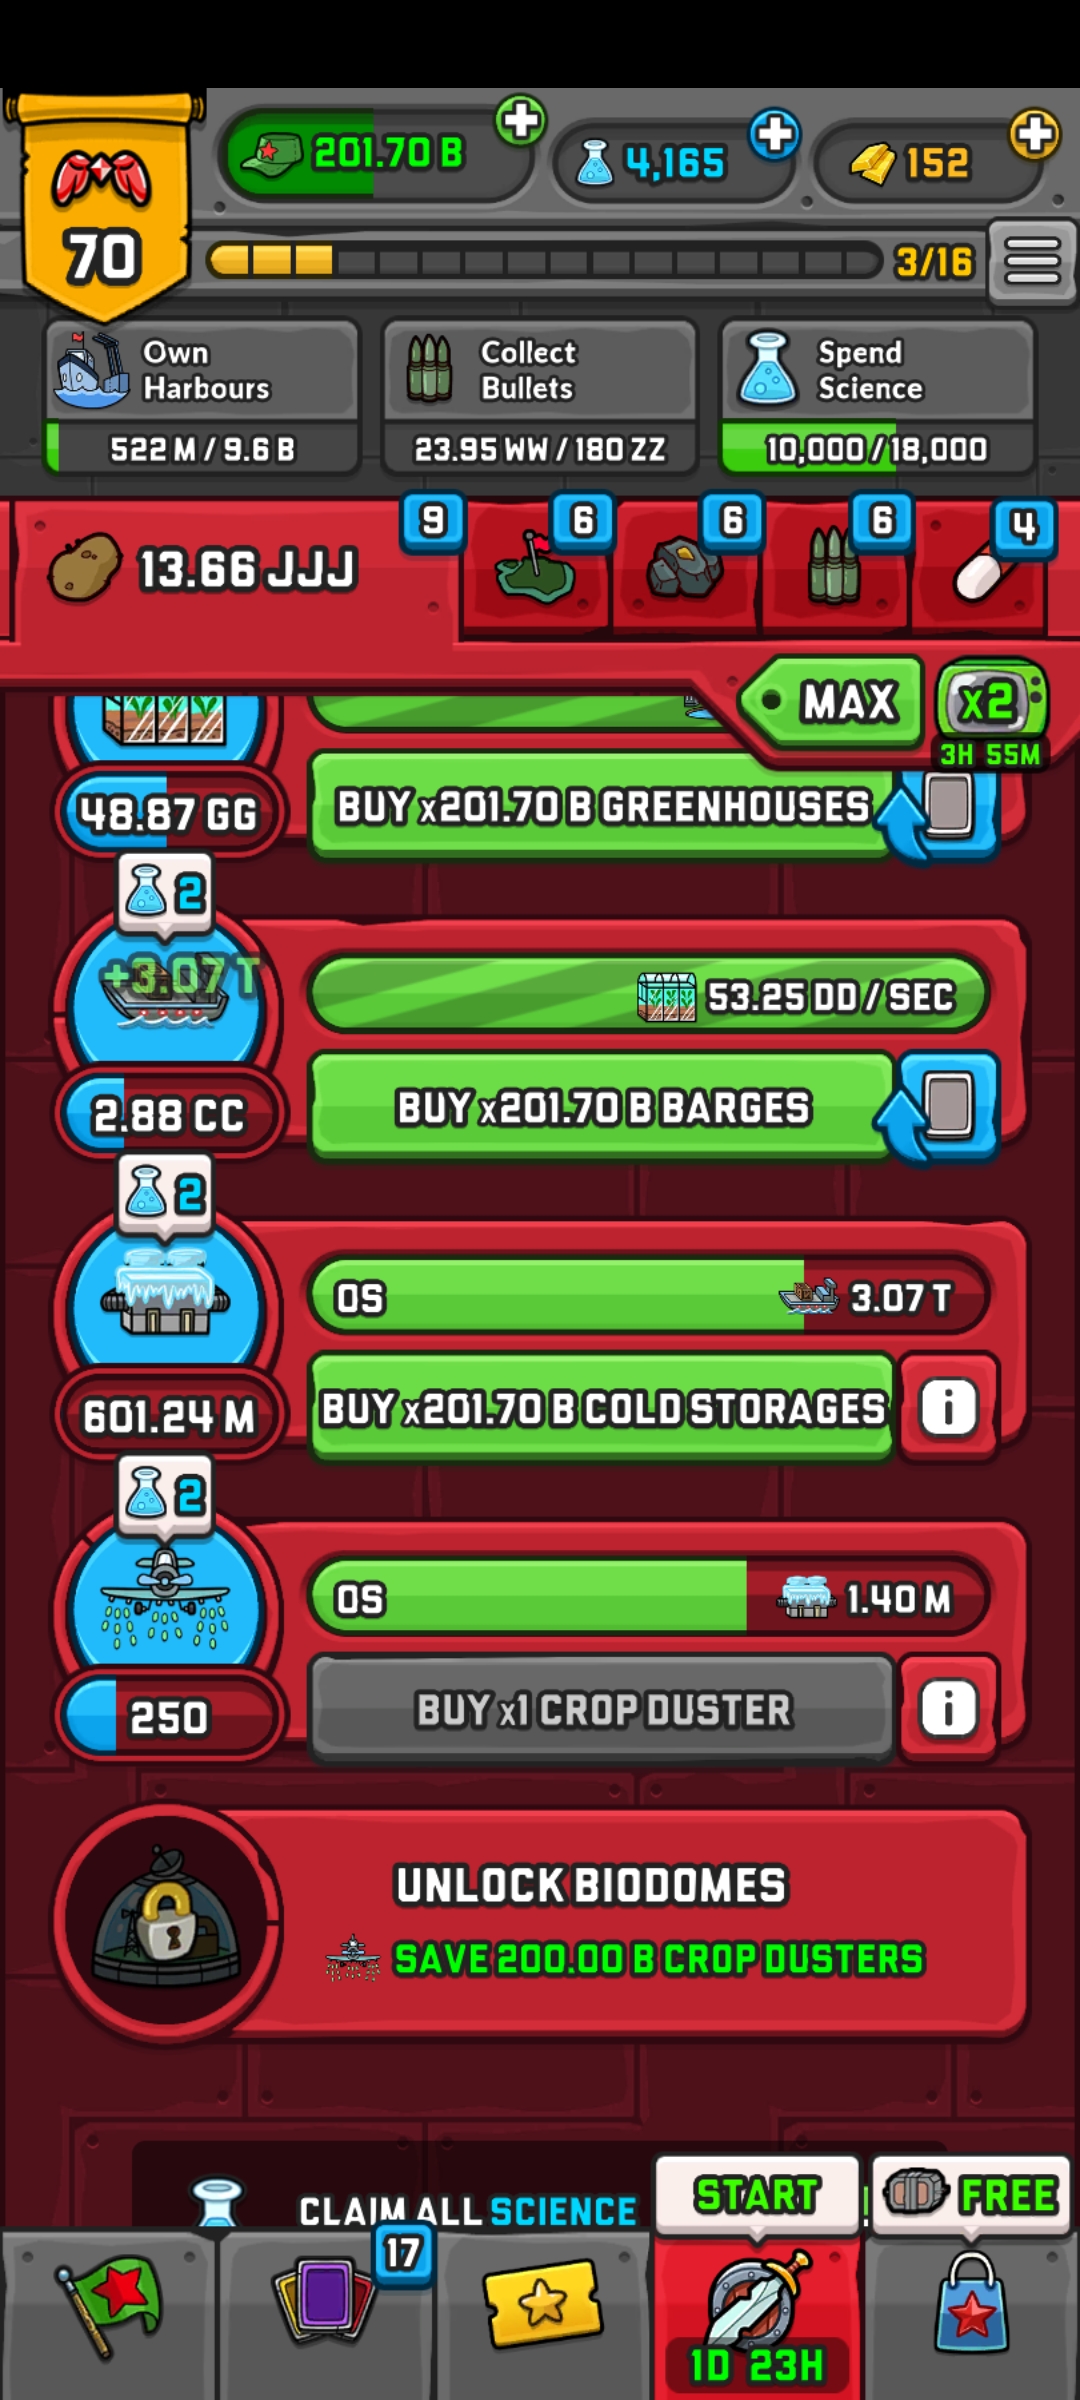 201.70 B
4,165
152
70
3/16
Own
Harbours
522 M / 9.6 B
Collect
Bullets
23.95 WW / 180 ZZ
Spend
Science
10,000 / 18,000
13.66 JJJ
9
6
6
6
4
MAX
x2
3H 55M
48.87 GG
BUY x201.70 B GREENHOUSES
2
+3.07 T
53.25 DD / SEC
2.88 CC
BUY x201.70 B BARGES
2
0S
3.07 T
601.24 M
BUY x201.70 B COLD STORAGES
i
2
0S
1.40 M
250
BUY x1 CROP DUSTER
i
UNLOCK BIODOMES
SAVE 200.00 B CROP DUSTERS
CLAIM ALL SCIENCE
START
FREE
17
1D 23H